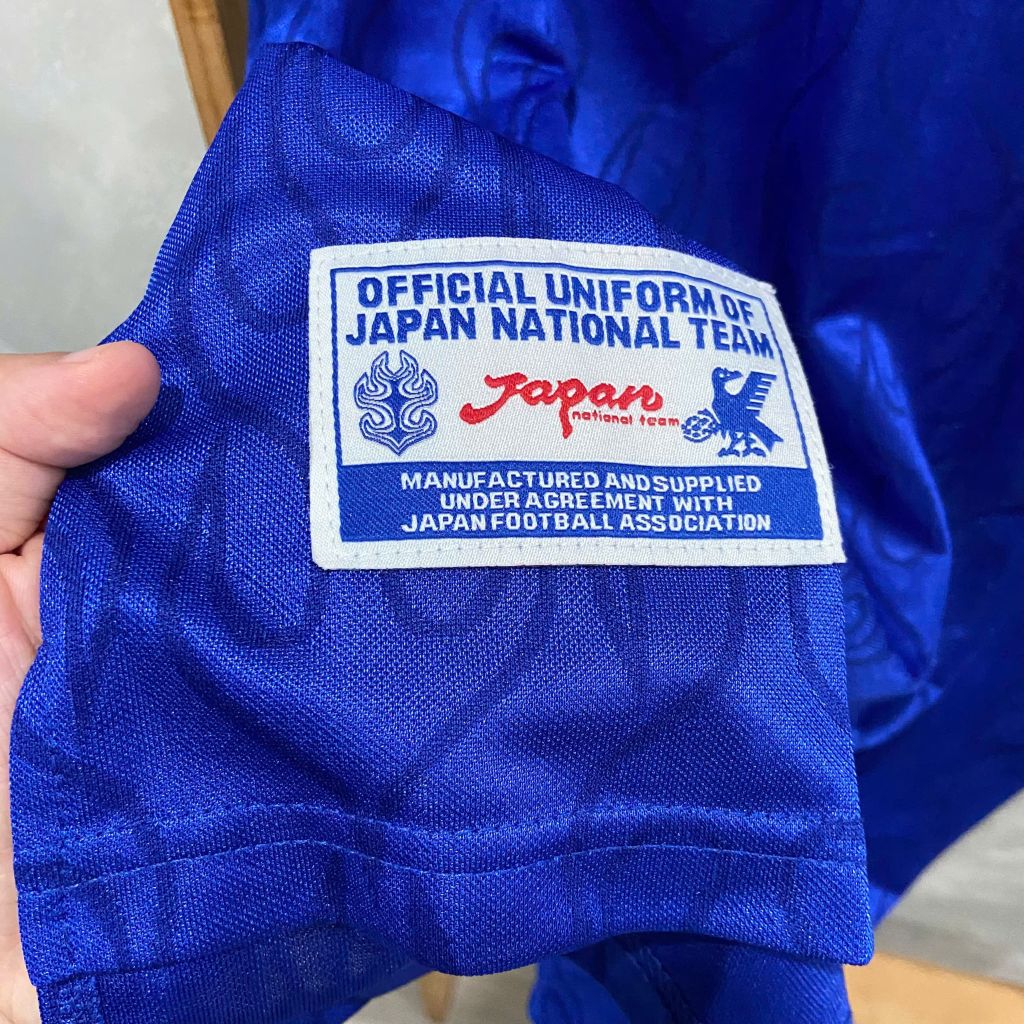 OFFICIAL UNIFORM OF
JAPAN NATIONAL TEAM
Japan
national team
MANUFACTURED AND SUPPLIED
UNDER AGREEMENT WITH
JAPAN FOOTBALL ASSOCIATION